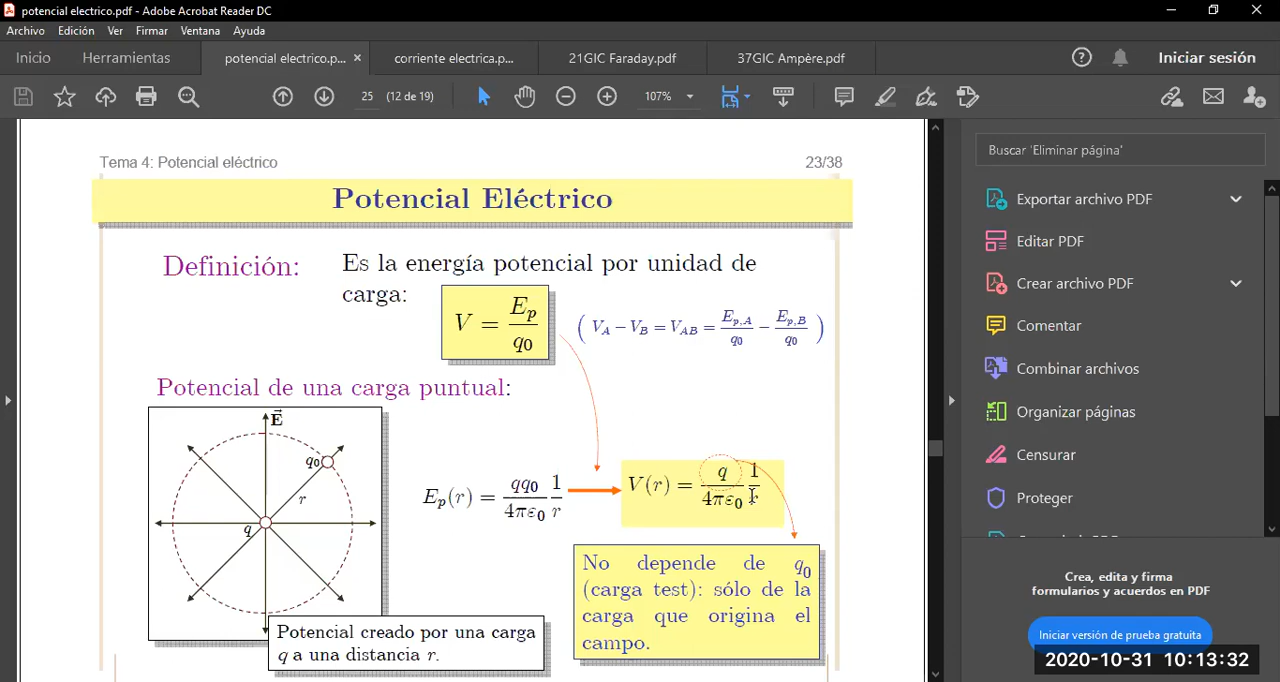 potencial electrico.pdf - Adobe Acrobat Reader DC
Archivo Edición Ver Firmar Ventana Ayuda
Inicio Herramientas potencial electrico.p... × corriente electrica.p... 21GIC Faraday.pdf 37GIC Ampère.pdf Iniciar sesión
25 (12 de 19) 107%
Tema 4: Potencial eléctrico 23/38
Potencial Eléctrico
Definición: Es la energía potencial por unidad de
carga:
V = E_p / q_0
( V_A − V_B = V_AB = E_p,A / q_0 − E_p,B / q_0 )
Potencial de una carga puntual:
E⃗
q_0
r
q
E_p(r) = qq_0 / 4πε_0 1 / r
V(r) = q / 4πε_0 1 / r
No depende de q_0
(carga test): sólo de la
carga que origina el
campo.
Potencial creado por una carga
q a una distancia r.
Buscar 'Eliminar página'
Exportar archivo PDF
Editar PDF
Crear archivo PDF
Comentar
Combinar archivos
Organizar páginas
Censurar
Proteger
Crea, edita y firma
formularios y acuerdos en PDF
Iniciar versión de prueba gratuita
2020-10-31 10:13:32